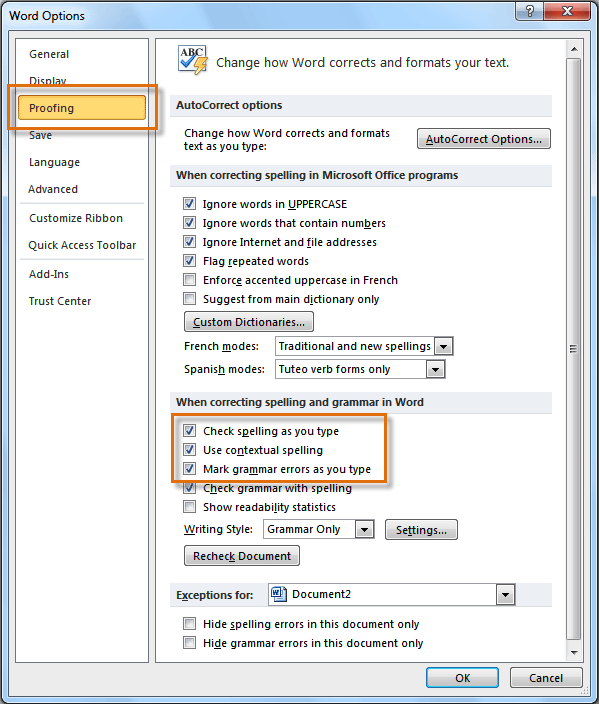 Word Options
General
Display
Proofing
Save
Language
Advanced
Customize Ribbon
Quick Access Toolbar
Add-Ins
Trust Center
ABC
Change how Word corrects and formats your text.
AutoCorrect options
Change how Word corrects and formats
text as you type:
AutoCorrect Options...
When correcting spelling in Microsoft Office programs
Ignore words in UPPERCASE
Ignore words that contain numbers
Ignore Internet and file addresses
Flag repeated words
Enforce accented uppercase in French
Suggest from main dictionary only
Custom Dictionaries...
French modes: Traditional and new spellings
Spanish modes: Tuteo verb forms only
When correcting spelling and grammar in Word
Check spelling as you type
Use contextual spelling
Mark grammar errors as you type
Check grammar with spelling
Show readability statistics
Writing Style: Grammar Only Settings...
Recheck Document
Exceptions for: Document2
Hide spelling errors in this document only
Hide grammar errors in this document only
OK Cancel